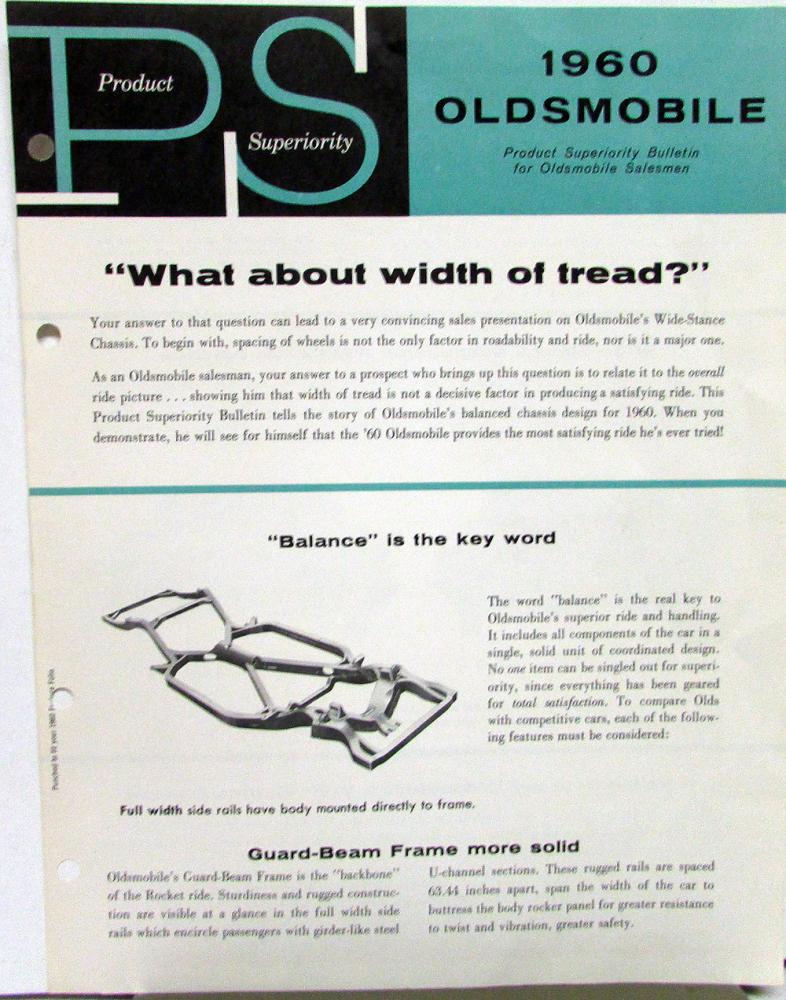 Product
Superiority
1960
OLDSMOBILE
Product Superiority Bulletin
for Oldsmobile Salesmen
"What about width of tread?"
Your answer to that question can lead to a very convincing sales presentation on Oldsmobile's Wide-Stance
Chassis. To begin with, spacing of wheels is not the only factor in roadability and ride, nor is it a major one.
As an Oldsmobile salesman, your answer to a prospect who brings up this question is to relate it to the overall
ride picture . . . showing him that width of tread is not a decisive factor in producing a satisfying ride. This
Product Superiority Bulletin tells the story of Oldsmobile's balanced chassis design for 1960. When you
demonstrate, he will see for himself that the '60 Oldsmobile provides the most satisfying ride he's ever tried!
"Balance" is the key word
The word "balance" is the real key to
Oldsmobile's superior ride and handling.
It includes all components of the car in a
single, solid unit of coordinated design.
No one item can be singled out for superi-
ority, since everything has been geared
for total satisfaction. To compare Olds
with competitive cars, each of the follow-
ing features must be considered:
Full width side rails have body mounted directly to frame.
Guard-Beam Frame more solid
Oldsmobile's Guard-Beam Frame is the "backbone"
of the Rocket ride. Sturdiness and rugged construc-
tion are visible at a glance in the full width side
rails which encircle passengers with girder-like steel
U-channel sections. These rugged rails are spaced
63.44 inches apart, span the width of the car to
buttress the body rocker panel for greater resistance
to twist and vibration, greater safety.
Punched to fit your 1960 Folio